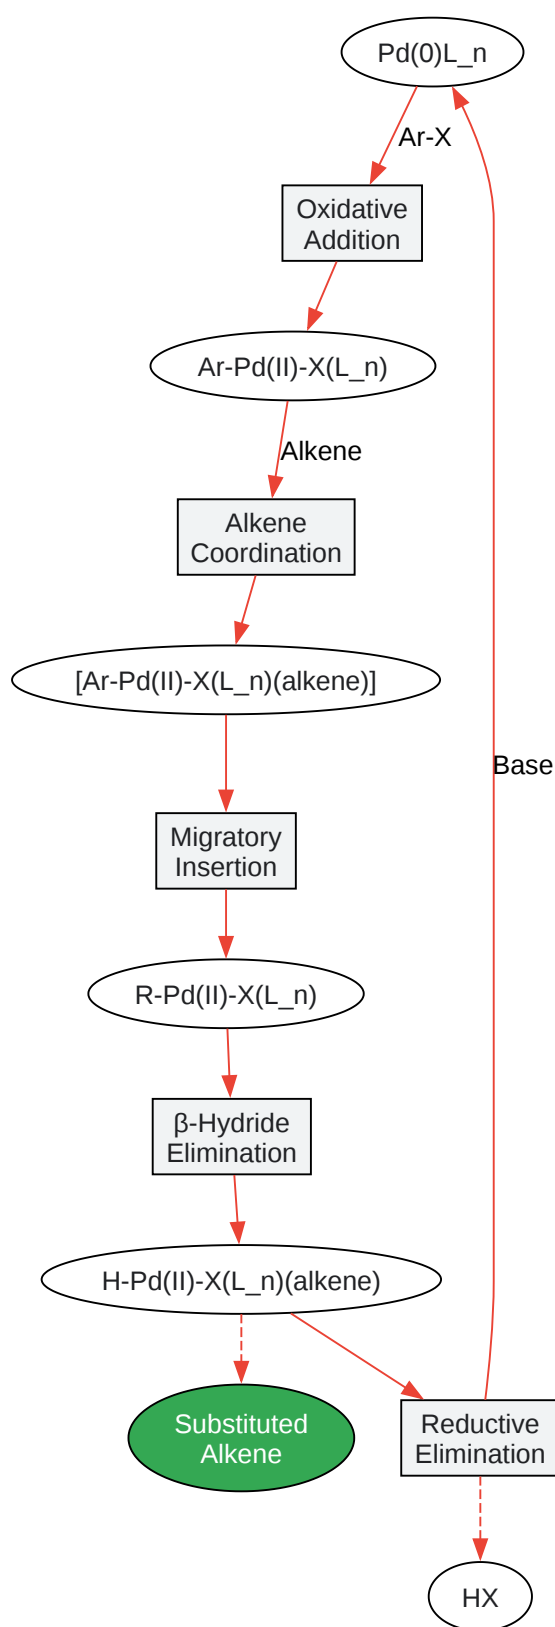 Pd(0)L_n
Ar-X
Oxidative
Addition
Ar-Pd(II)-X(L_n)
Alkene
Alkene
Coordination
[Ar-Pd(II)-X(L_n)(alkene)]
Base
Migratory
Insertion
R-Pd(II)-X(L_n)
β-Hydride
Elimination
H-Pd(II)-X(L_n)(alkene)
Substituted
Alkene
Reductive
Elimination
HX